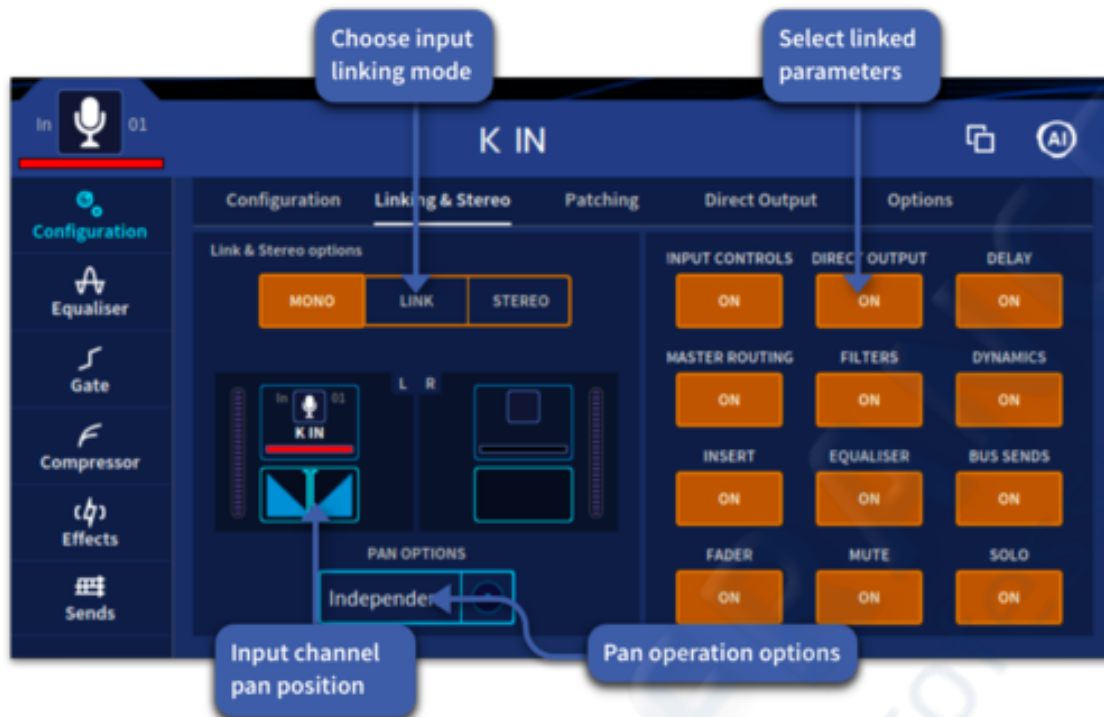 Choose input
linking mode
Select linked
parameters
In 01
K IN
AI
Configuration
Equaliser
Gate
Compressor
Effects
Sends
Configuration Linking & Stereo Patching Direct Output Options
Link & Stereo options
MONO LINK STEREO
L R
In 01
K IN
PAN OPTIONS
INPUT CONTROLS DIRECT OUTPUT DELAY
ON ON ON
MASTER ROUTING FILTERS DYNAMICS
ON ON ON
INSERT EQUALISER BUS SENDS
ON ON ON
FADER MUTE SOLO
ON ON ON
Input channel
pan position
Pan operation options